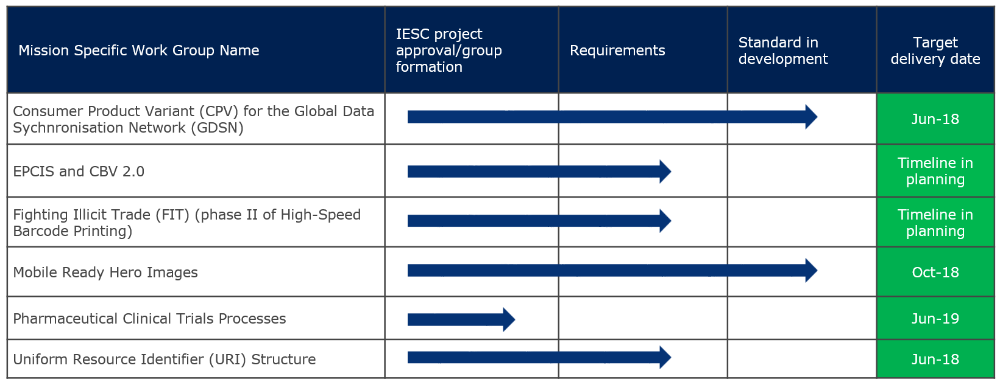 Mission Specific Work Group Name
IESC project
approval/group
formation
Requirements
Standard in
development
Target
delivery date
Consumer Product Variant (CPV) for the Global Data
Sychnronisation Network (GDSN)
Jun-18
EPCIS and CBV 2.0
Timeline in
planning
Fighting Illicit Trade (FIT) (phase II of High-Speed
Barcode Printing)
Timeline in
planning
Mobile Ready Hero Images
Oct-18
Pharmaceutical Clinical Trials Processes
Jun-19
Uniform Resource Identifier (URI) Structure
Jun-18